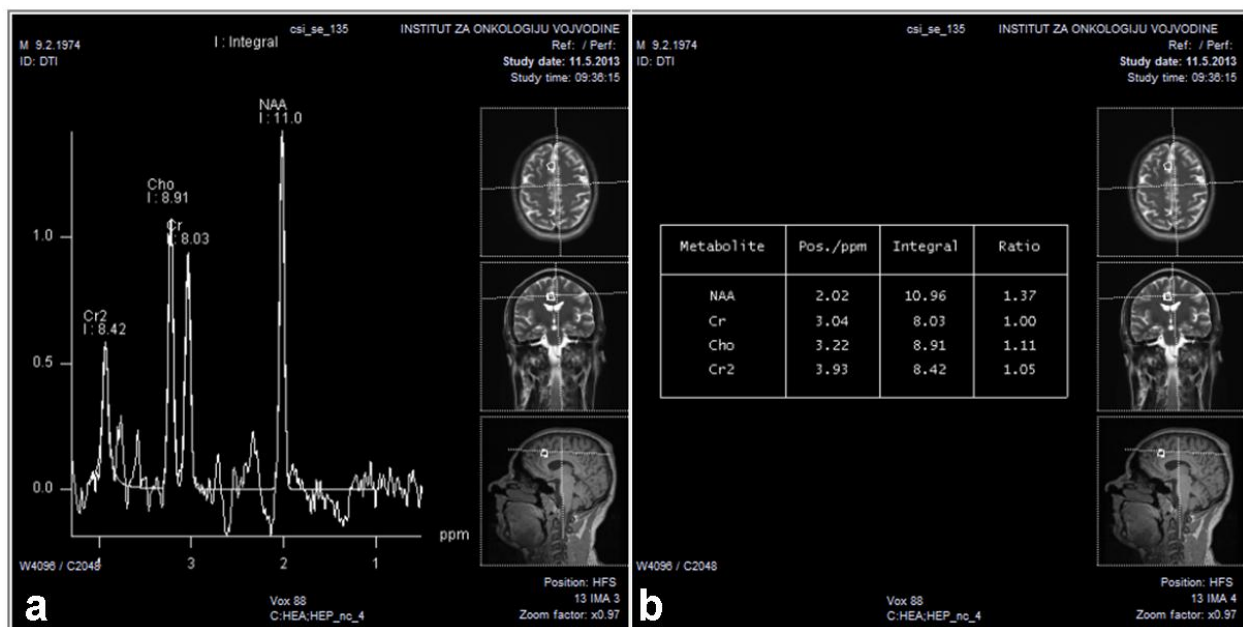 csi_se_135 INSTITUT ZA ONKOLOGIJU VOJVODINE
M 9.2.1974 I : Integral Ref: / Perf:
ID: DTI Study date: 11.5.2013
Study time: 09:36:15
NAA
I : 11.0
Cho
I : 8.91
Cr
I : 8.03
Cr2
I : 8.42
1.0
0.5
0.0
ppm
4 3 2 1
W4096 / C2048
Position: HFS
13 IMA 3
Vox 88
C:HEA;HEP_nc_4 Zoom factor: x0.97
a
csi_se_135 INSTITUT ZA ONKOLOGIJU VOJVODINE
M 9.2.1974 Ref: / Perf:
ID: DTI Study date: 11.5.2013
Study time: 09:36:15
Metabolite Pos./ppm Integral Ratio
NAA 2.02 10.96 1.37
Cr 3.04 8.03 1.00
Cho 3.22 8.91 1.11
Cr2 3.93 8.42 1.05
W4096 / C2048
Position: HFS
13 IMA 4
Vox 88
C:HEA;HEP_nc_4 Zoom factor: x0.97
b